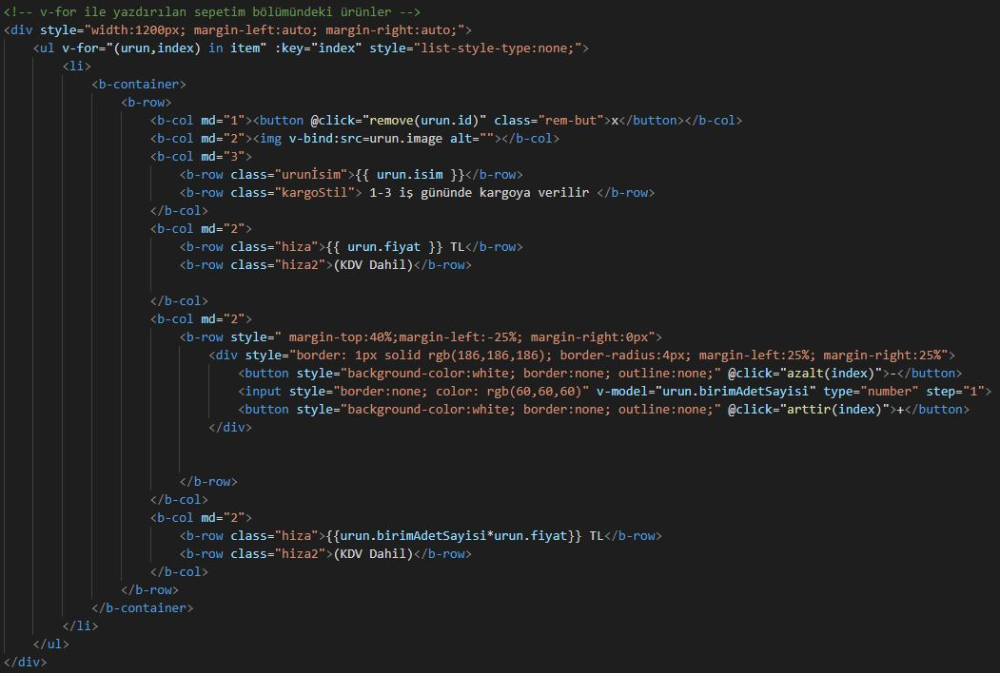 <!-- v-for ile yazdırılan sepetim bölümündeki ürünler -->
<div style="width:1200px; margin-left:auto; margin-right:auto;">
<ul v-for="(urun,index) in item" :key="index" style="list-style-type:none;">
<li>
<b-container>
<b-row>
<b-col md="1"><button @click="remove(urun.id)" class="rem-but">x</button></b-col>
<b-col md="2"><img v-bind:src=urun.image alt=""></b-col>
<b-col md="3">
<b-row class="urunİsim">{{ urun.isim }}</b-row>
<b-row class="kargoStil"> 1-3 iş gününde kargoya verilir </b-row>
</b-col>
<b-col md="2">
<b-row class="hiza">{{ urun.fiyat }} TL</b-row>
<b-row class="hiza2">(KDV Dahil)</b-row>
</b-col>
<b-col md="2">
<b-row style=" margin-top:40%;margin-left:-25%; margin-right:0px">
<div style="border: 1px solid rgb(186,186,186); border-radius:4px; margin-left:25%; margin-right:25%">
<button style="background-color:white; border:none; outline:none;" @click="azalt(index)">-</button>
<input style="border:none; color: rgb(60,60,60)" v-model="urun.birimAdetSayisi" type="number" step="1">
<button style="background-color:white; border:none; outline:none;" @click="arttir(index)">+</button>
</div>
</b-row>
</b-col>
<b-col md="2">
<b-row class="hiza">{{urun.birimAdetSayisi*urun.fiyat}} TL</b-row>
<b-row class="hiza2">(KDV Dahil)</b-row>
</b-col>
</b-row>
</b-container>
</li>
</ul>
</div>